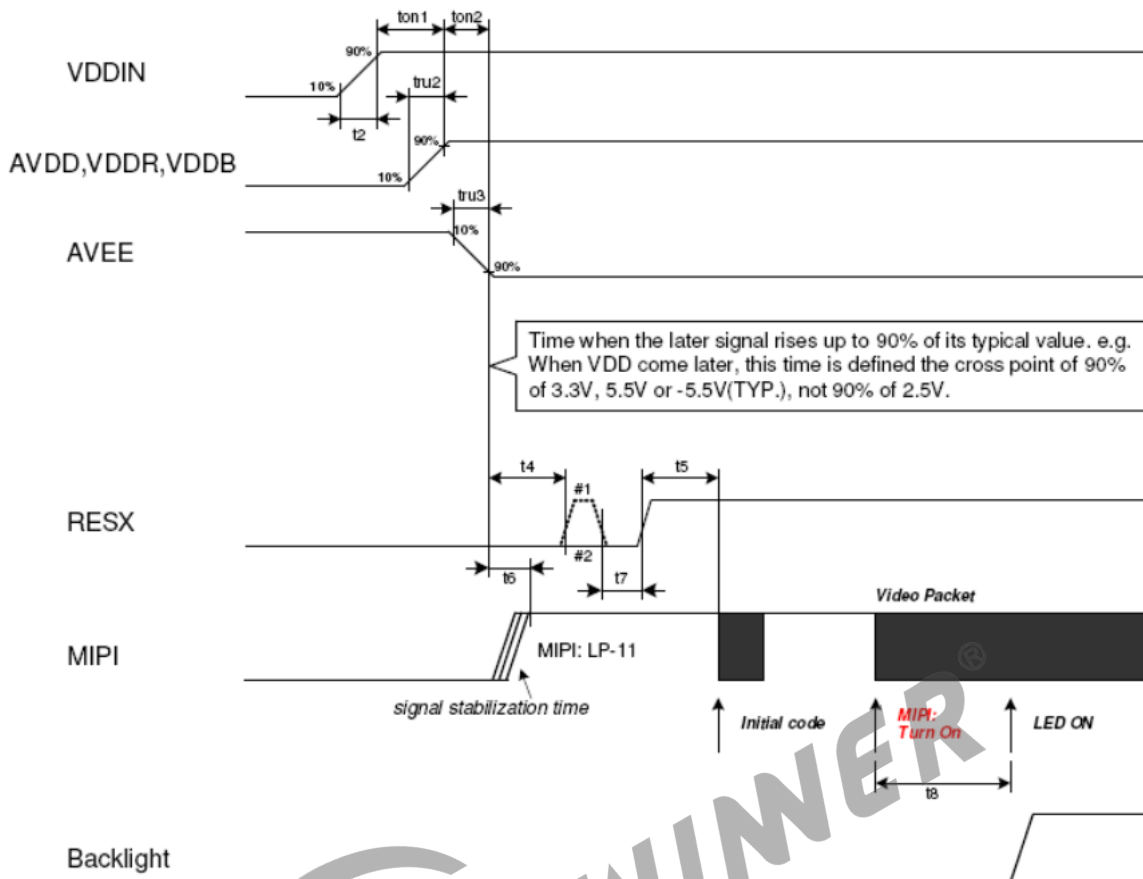 ton1 ton2
90%
VDDIN
10%
tru2
t2
90%
AVDD,VDDR,VDDB
10%
tru3
10%
AVEE
90%
Time when the later signal rises up to 90% of its typical value. e.g.
When VDD come later, this time is defined the cross point of 90%
of 3.3V, 5.5V or -5.5V(TYP.), not 90% of 2.5V.
t4
t5
#1
RESX
#2
t6
t7
Video Packet
MIPI
MIPI: LP-11
signal stabilization time
Initial code
MIPI:
Turn On
LED ON
t8
Backlight
®